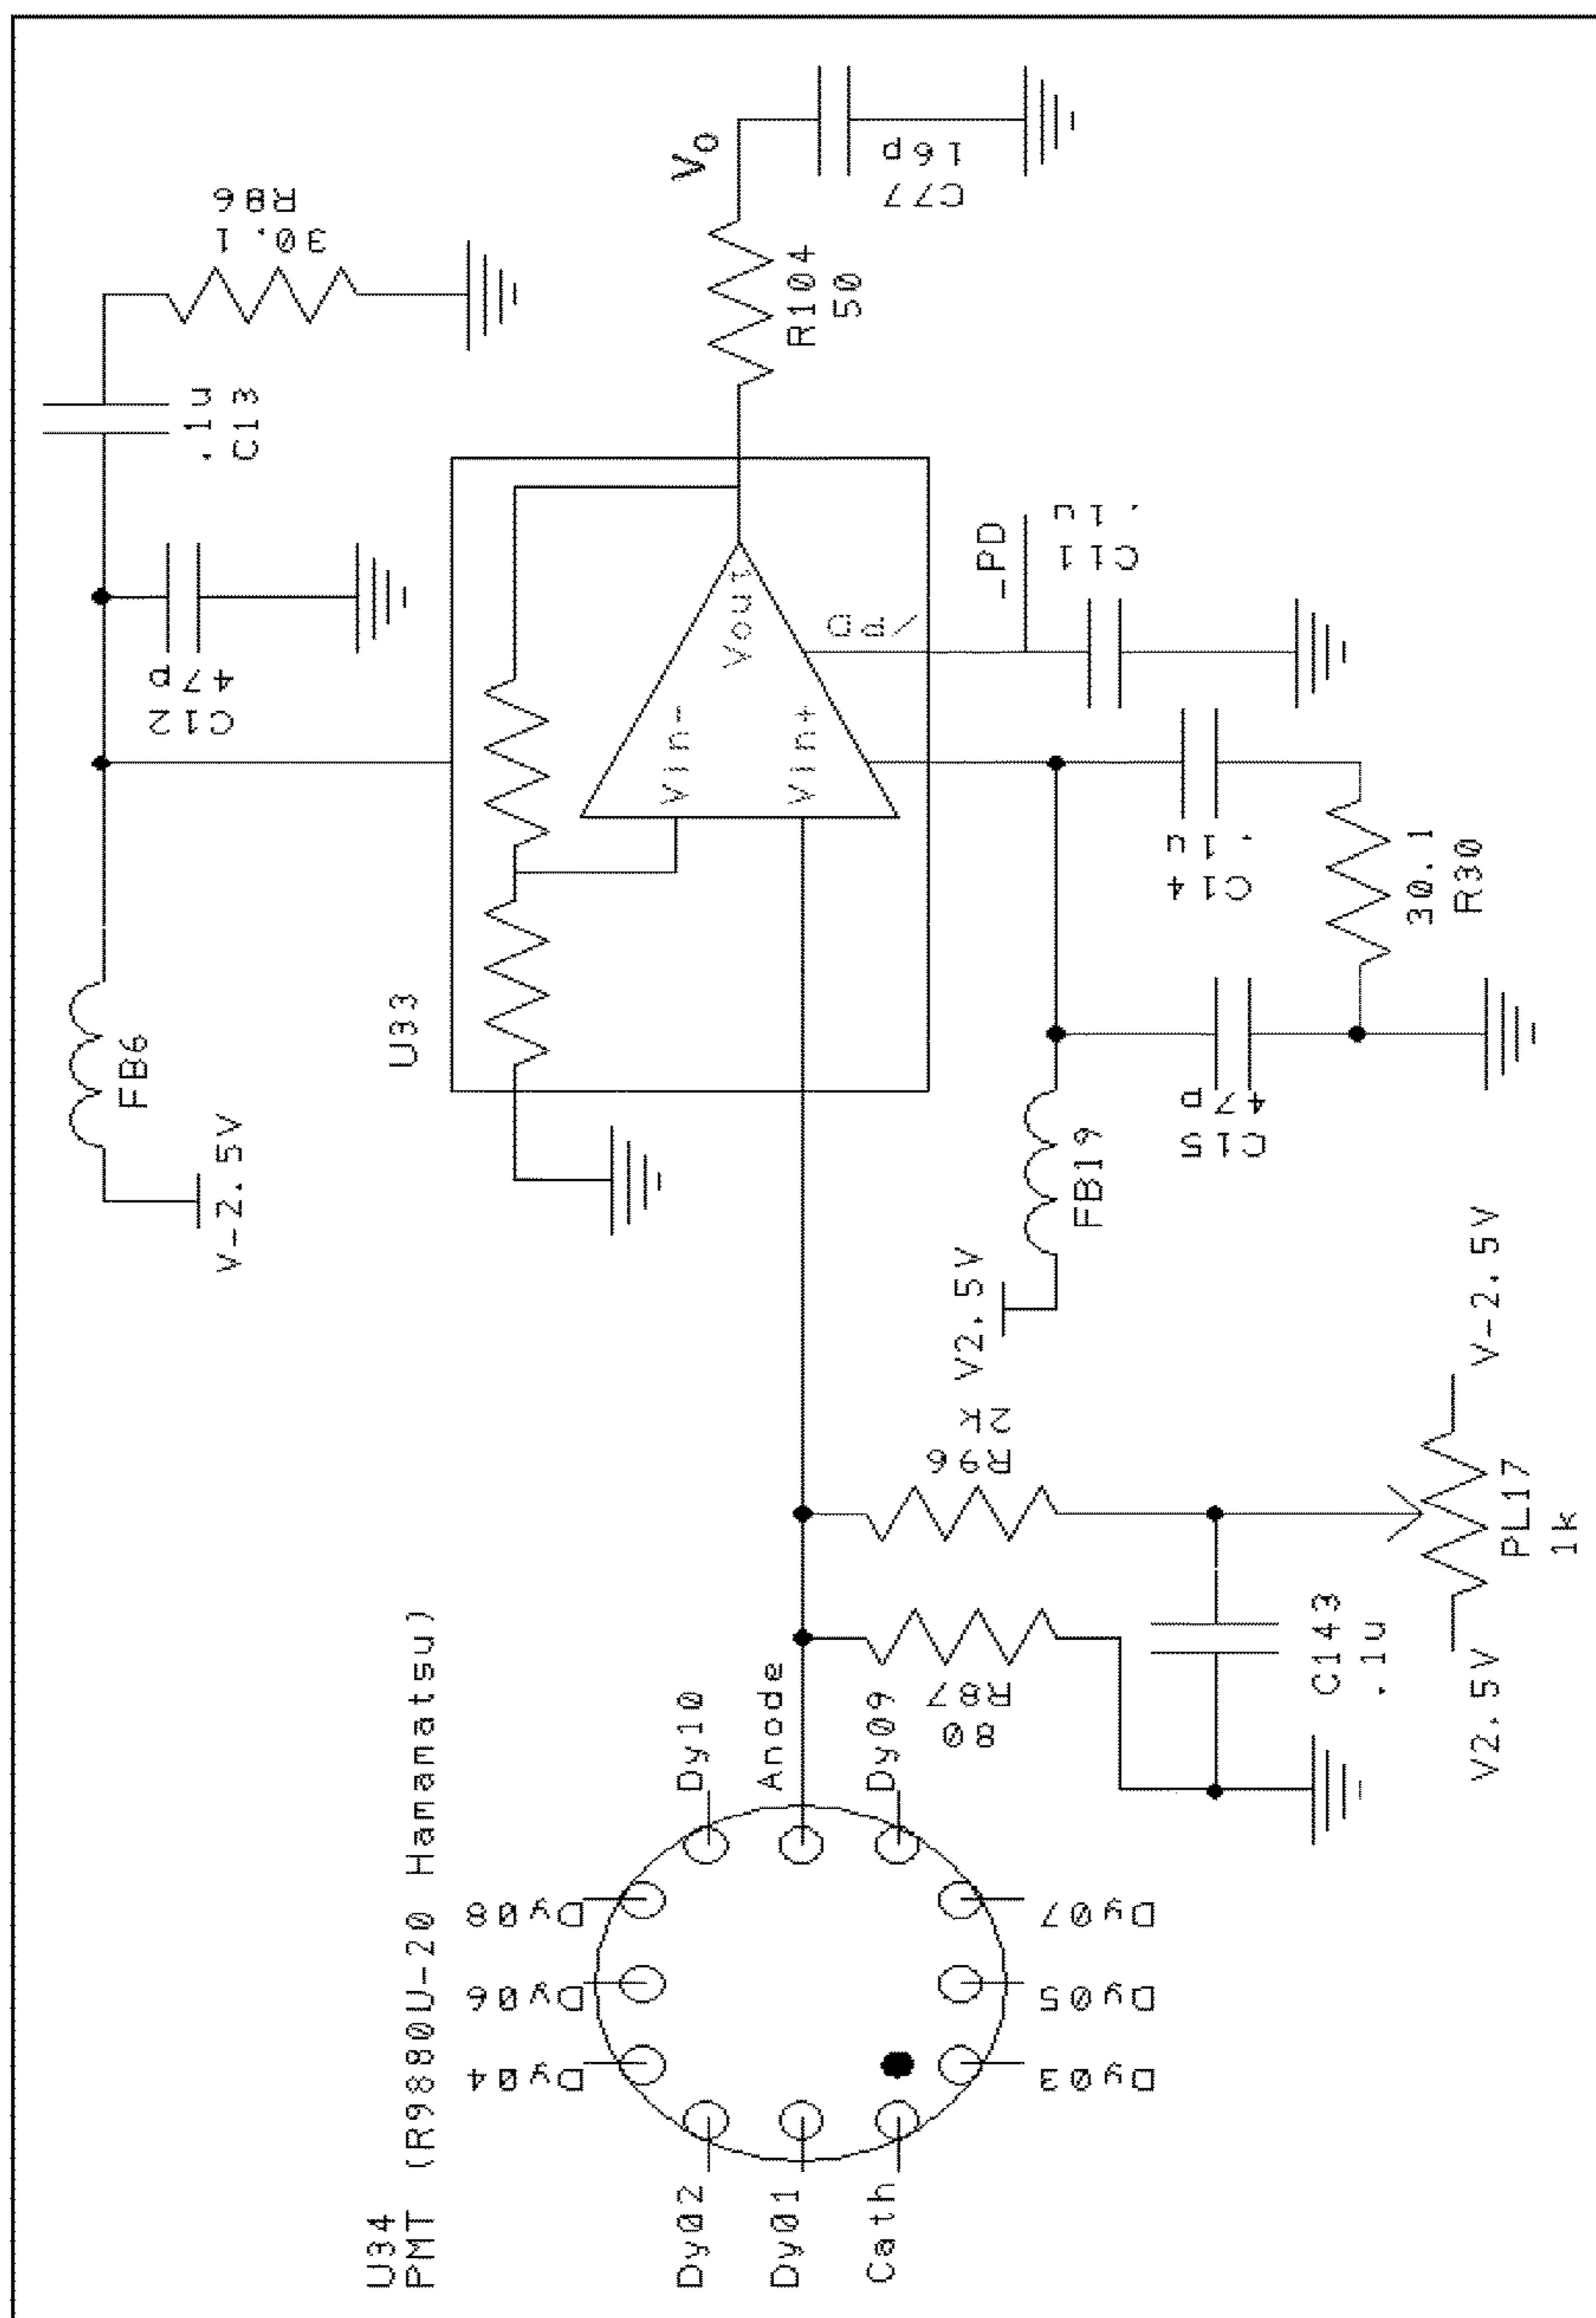 R86
30.1
.1u
C13
47p
C12
FB6
V-2.5V
Vo
16p
C77
R104
50
U33
Vin-
Vin+
Vout
/PD
_PD
.1u
C11
.1u
C14
30.1
R30
47p
C15
FB19
V2.5V
V-2.5V
2k
R96
PL17
1k
V2.5V
C143
.1u
R87
80
U34
PMT (R9880U-20 Hamamatsu)
Dy10
Anode
Dy09
Dy08
Dy07
Dy06
Dy05
Dy04
Dy03
Dy02
Dy01
Cath